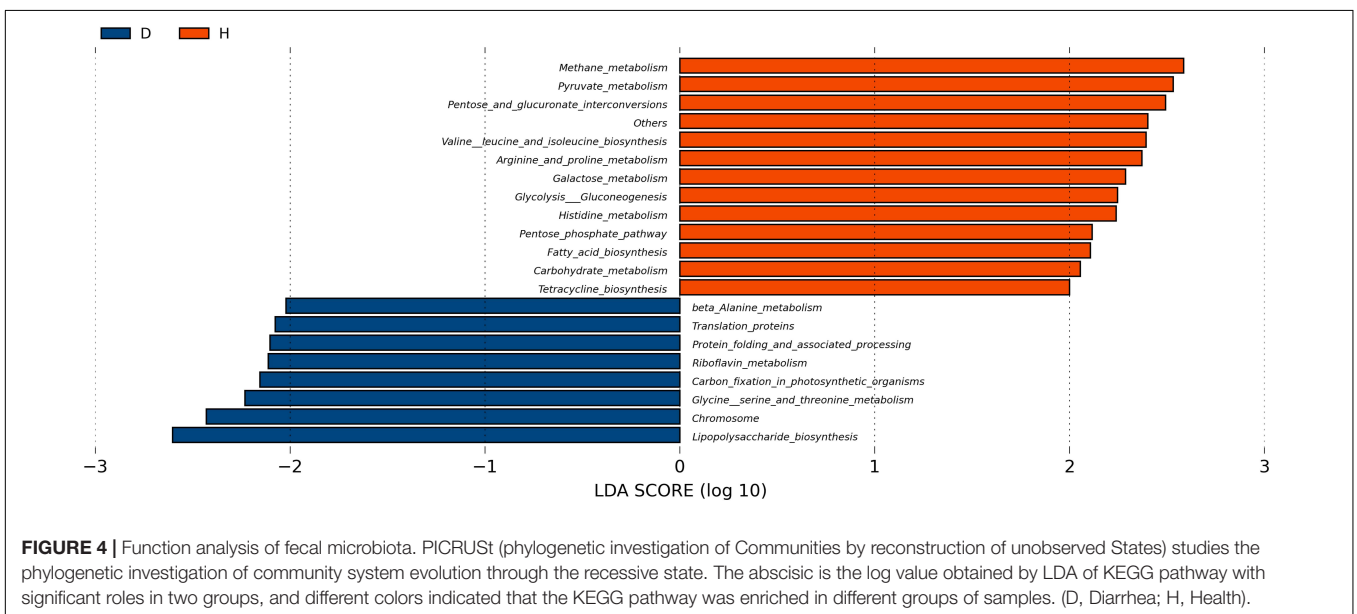 D H
Methane_metabolism
Pyruvate_metabolism
Pentose_and_glucuronate_interconversions
Others
Valine__leucine_and_isoleucine_biosynthesis
Arginine_and_proline_metabolism
Galactose_metabolism
Glycolysis___Gluconeogenesis
Histidine_metabolism
Pentose_phosphate_pathway
Fatty_acid_biosynthesis
Carbohydrate_metabolism
Tetracycline_biosynthesis
beta_Alanine_metabolism
Translation_proteins
Protein_folding_and_associated_processing
Riboflavin_metabolism
Carbon_fixation_in_photosynthetic_organisms
Glycine__serine_and_threonine_metabolism
Chromosome
Lipopolysaccharide_biosynthesis
−3 −2 −1 0 1 2 3
LDA SCORE (log 10)
FIGURE 4 | Function analysis of fecal microbiota. PICRUSt (phylogenetic investigation of Communities by reconstruction of unobserved States) studies the
phylogenetic investigation of community system evolution through the recessive state. The abscisic is the log value obtained by LDA of KEGG pathway with
significant roles in two groups, and different colors indicated that the KEGG pathway was enriched in different groups of samples. (D, Diarrhea; H, Health).